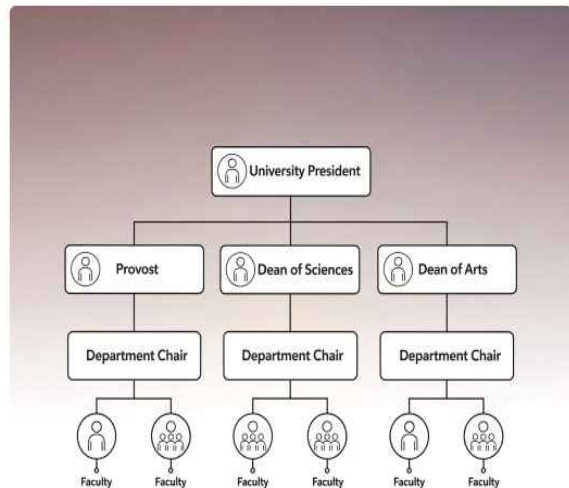 University President
Provost
Dean of Sciences
Dean of Arts
Department Chair
Department Chair
Department Chair
Faculty
Faculty
Faculty
Faculty
Faculty
Faculty